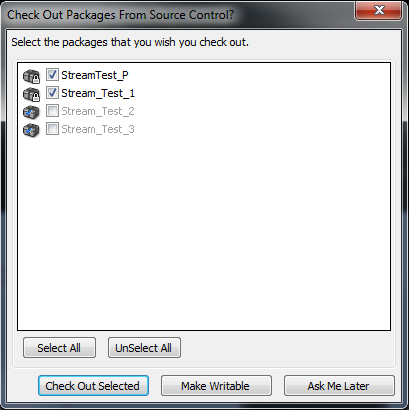 Check Out Packages From Source Control?
Select the packages that you wish you check out.
StreamTest_P
Stream_Test_1
Stream_Test_2
Stream_Test_3
Select All UnSelect All
Check Out Selected Make Writable Ask Me Later